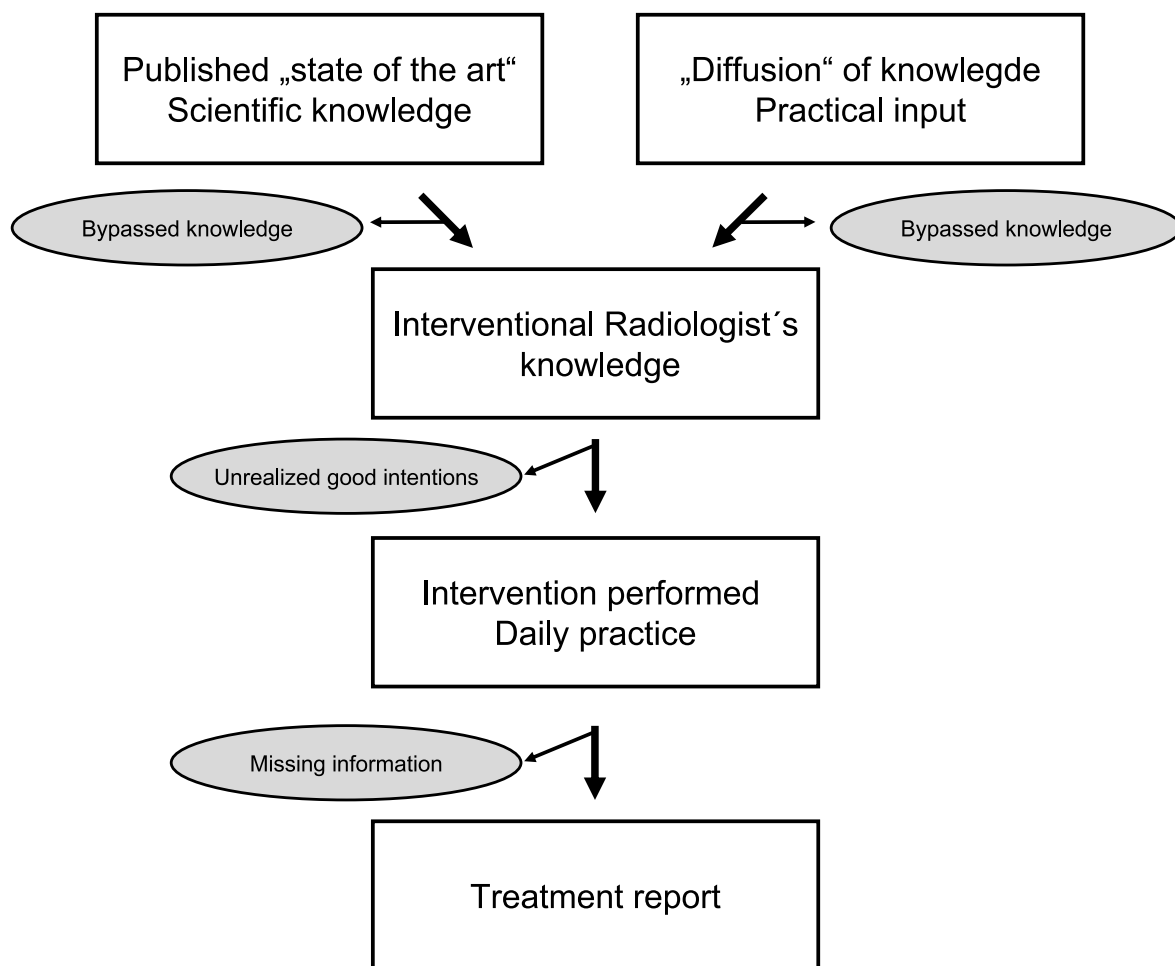 Published „state of the art“
Scientific knowledge
„Diffusion“ of knowlegde
Practical input
Bypassed knowledge
Bypassed knowledge
Interventional Radiologist´s
knowledge
Unrealized good intentions
Intervention performed
Daily practice
Missing information
Treatment report